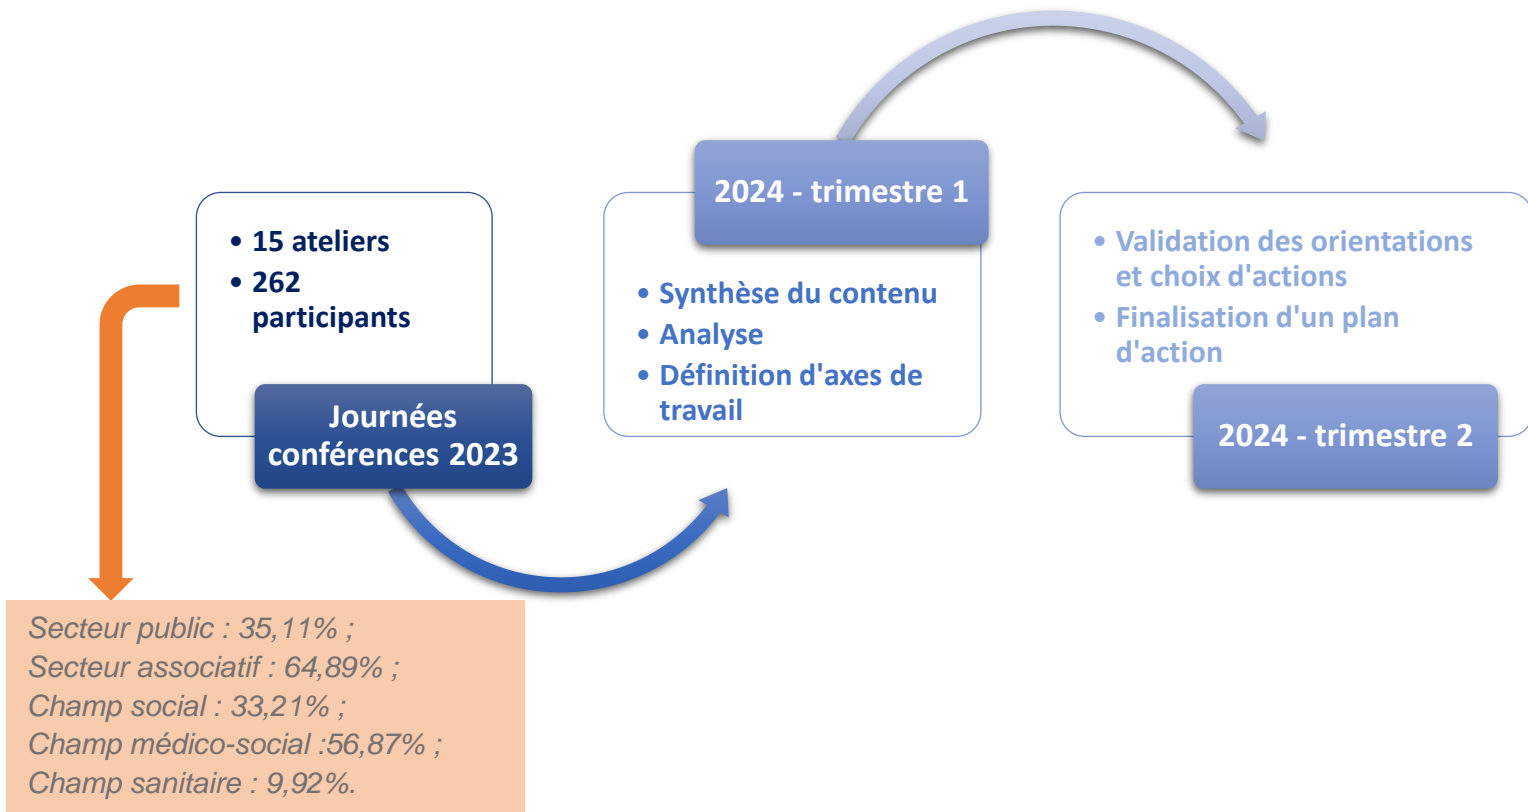 • 15 ateliers
• 262
participants
Journées
conférences 2023
2024 - trimestre 1
• Synthèse du contenu
• Analyse
• Définition d'axes de
travail
• Validation des orientations
et choix d'actions
• Finalisation d'un plan
d'action
2024 - trimestre 2
Secteur public : 35,11% ;
Secteur associatif : 64,89% ;
Champ social : 33,21% ;
Champ médico-social :56,87% ;
Champ sanitaire : 9,92%.